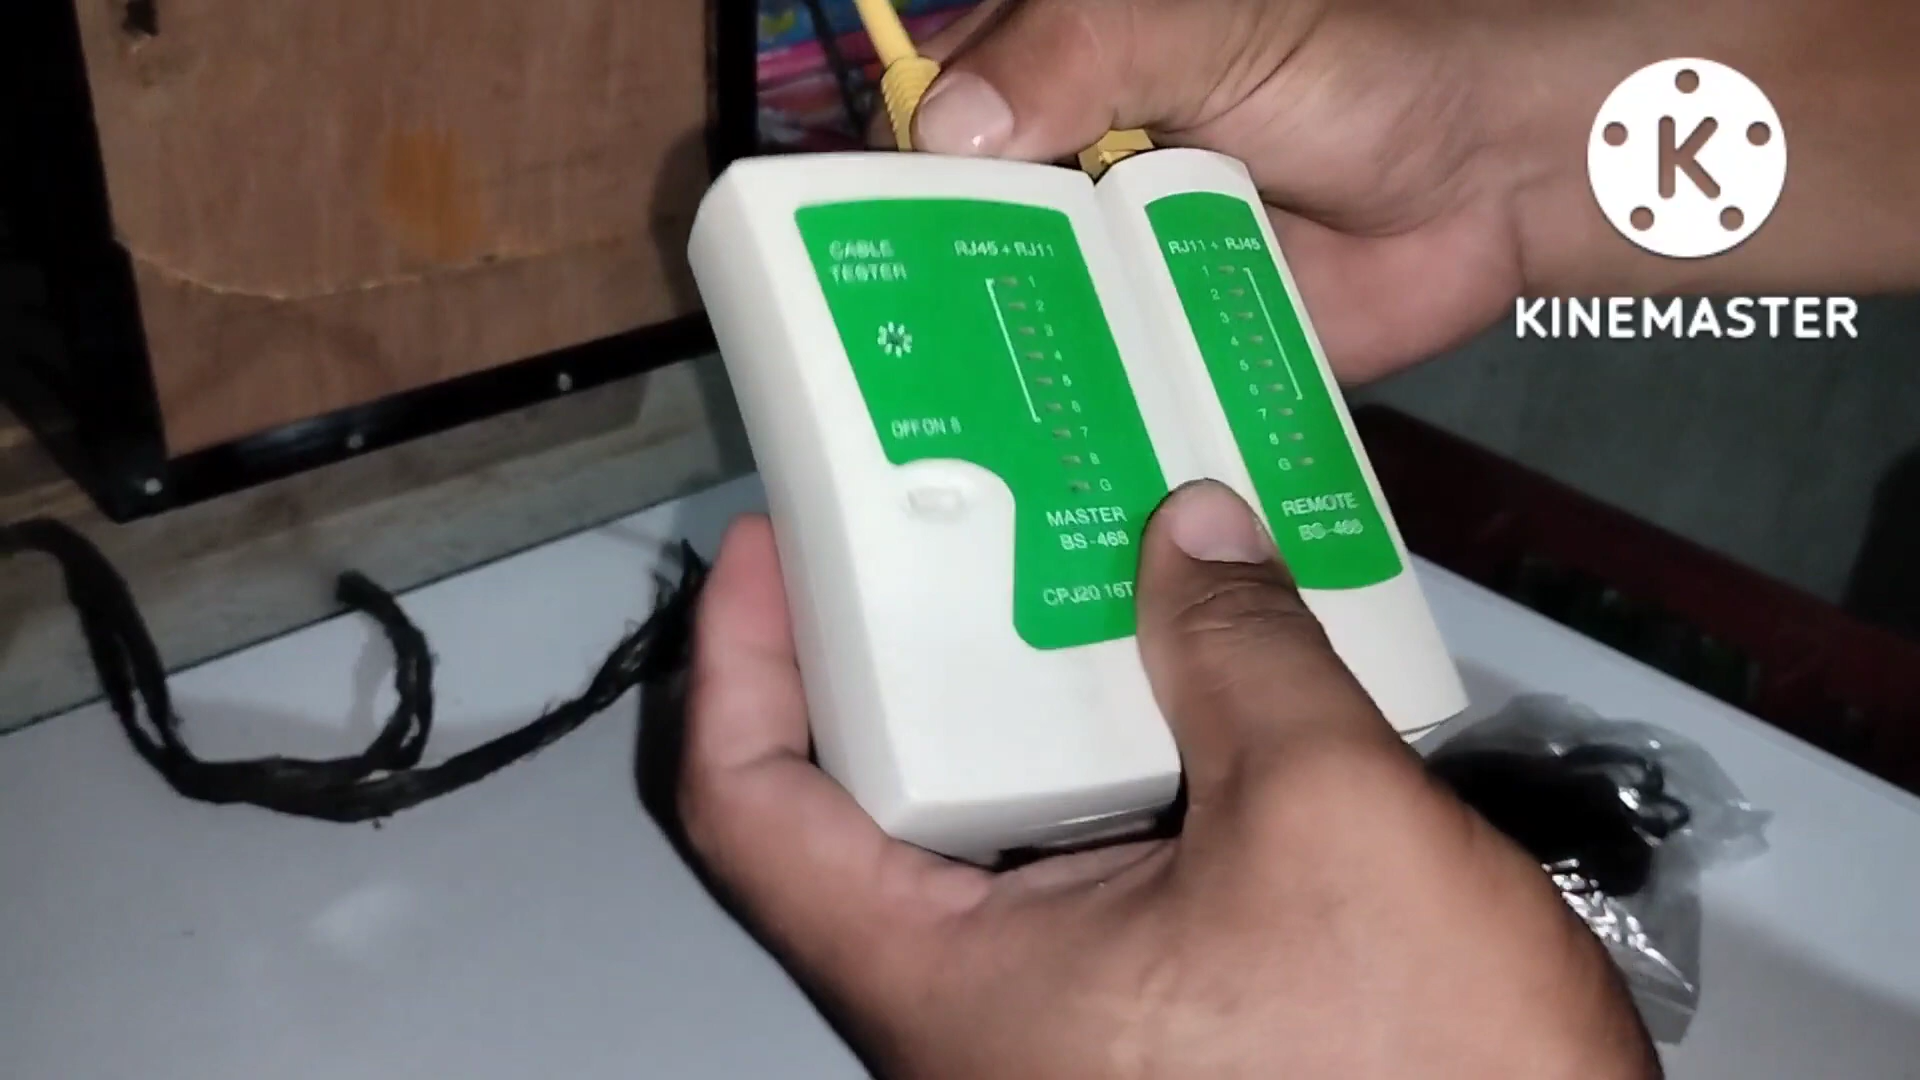 CABLE
TESTER
RJ45 + RJ11
1
2
3
4
5
6
7
8
G
OFF ON S
MASTER
BS-468
CPJ20 16T
RJ11 + RJ45
1
2
3
4
5
6
7
8
G
REMOTE
BS-468
K
KINEMASTER